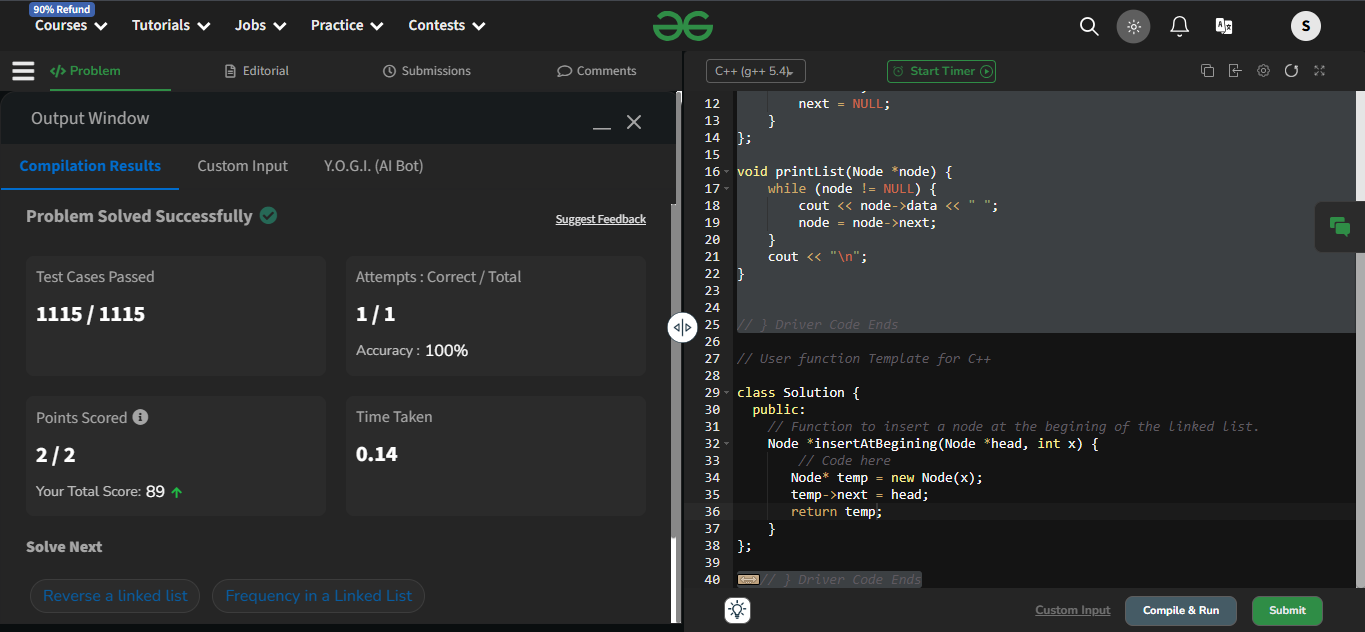 90% Refund
Courses Tutorials Jobs Practice Contests
S
Problem Editorial Submissions Comments
C++ (g++ 5.4) Start Timer
Output Window
Compilation Results Custom Input Y.O.G.I. (AI Bot)
Problem Solved Successfully
Suggest Feedback
Test Cases Passed
1115 / 1115
Attempts : Correct / Total
1 / 1
Accuracy : 100%
Points Scored
2 / 2
Your Total Score: 89
Time Taken
0.14
Solve Next
Reverse a linked list Frequency in a Linked List
12 next = NULL;
13 }
14 };
15
16 void printList(Node *node) {
17 while (node != NULL) {
18 cout << node->data << " ";
19 node = node->next;
20 }
21 cout << "\n";
22 }
23
24
25 // } Driver Code Ends
26
27 // User function Template for C++
28
29 class Solution {
30 public:
31 // Function to insert a node at the begining of the linked list.
32 Node *insertAtBegining(Node *head, int x) {
33 // Code here
34 Node* temp = new Node(x);
35 temp->next = head;
36 return temp;
37 }
38 };
39
40 // } Driver Code Ends
Custom Input Compile & Run Submit